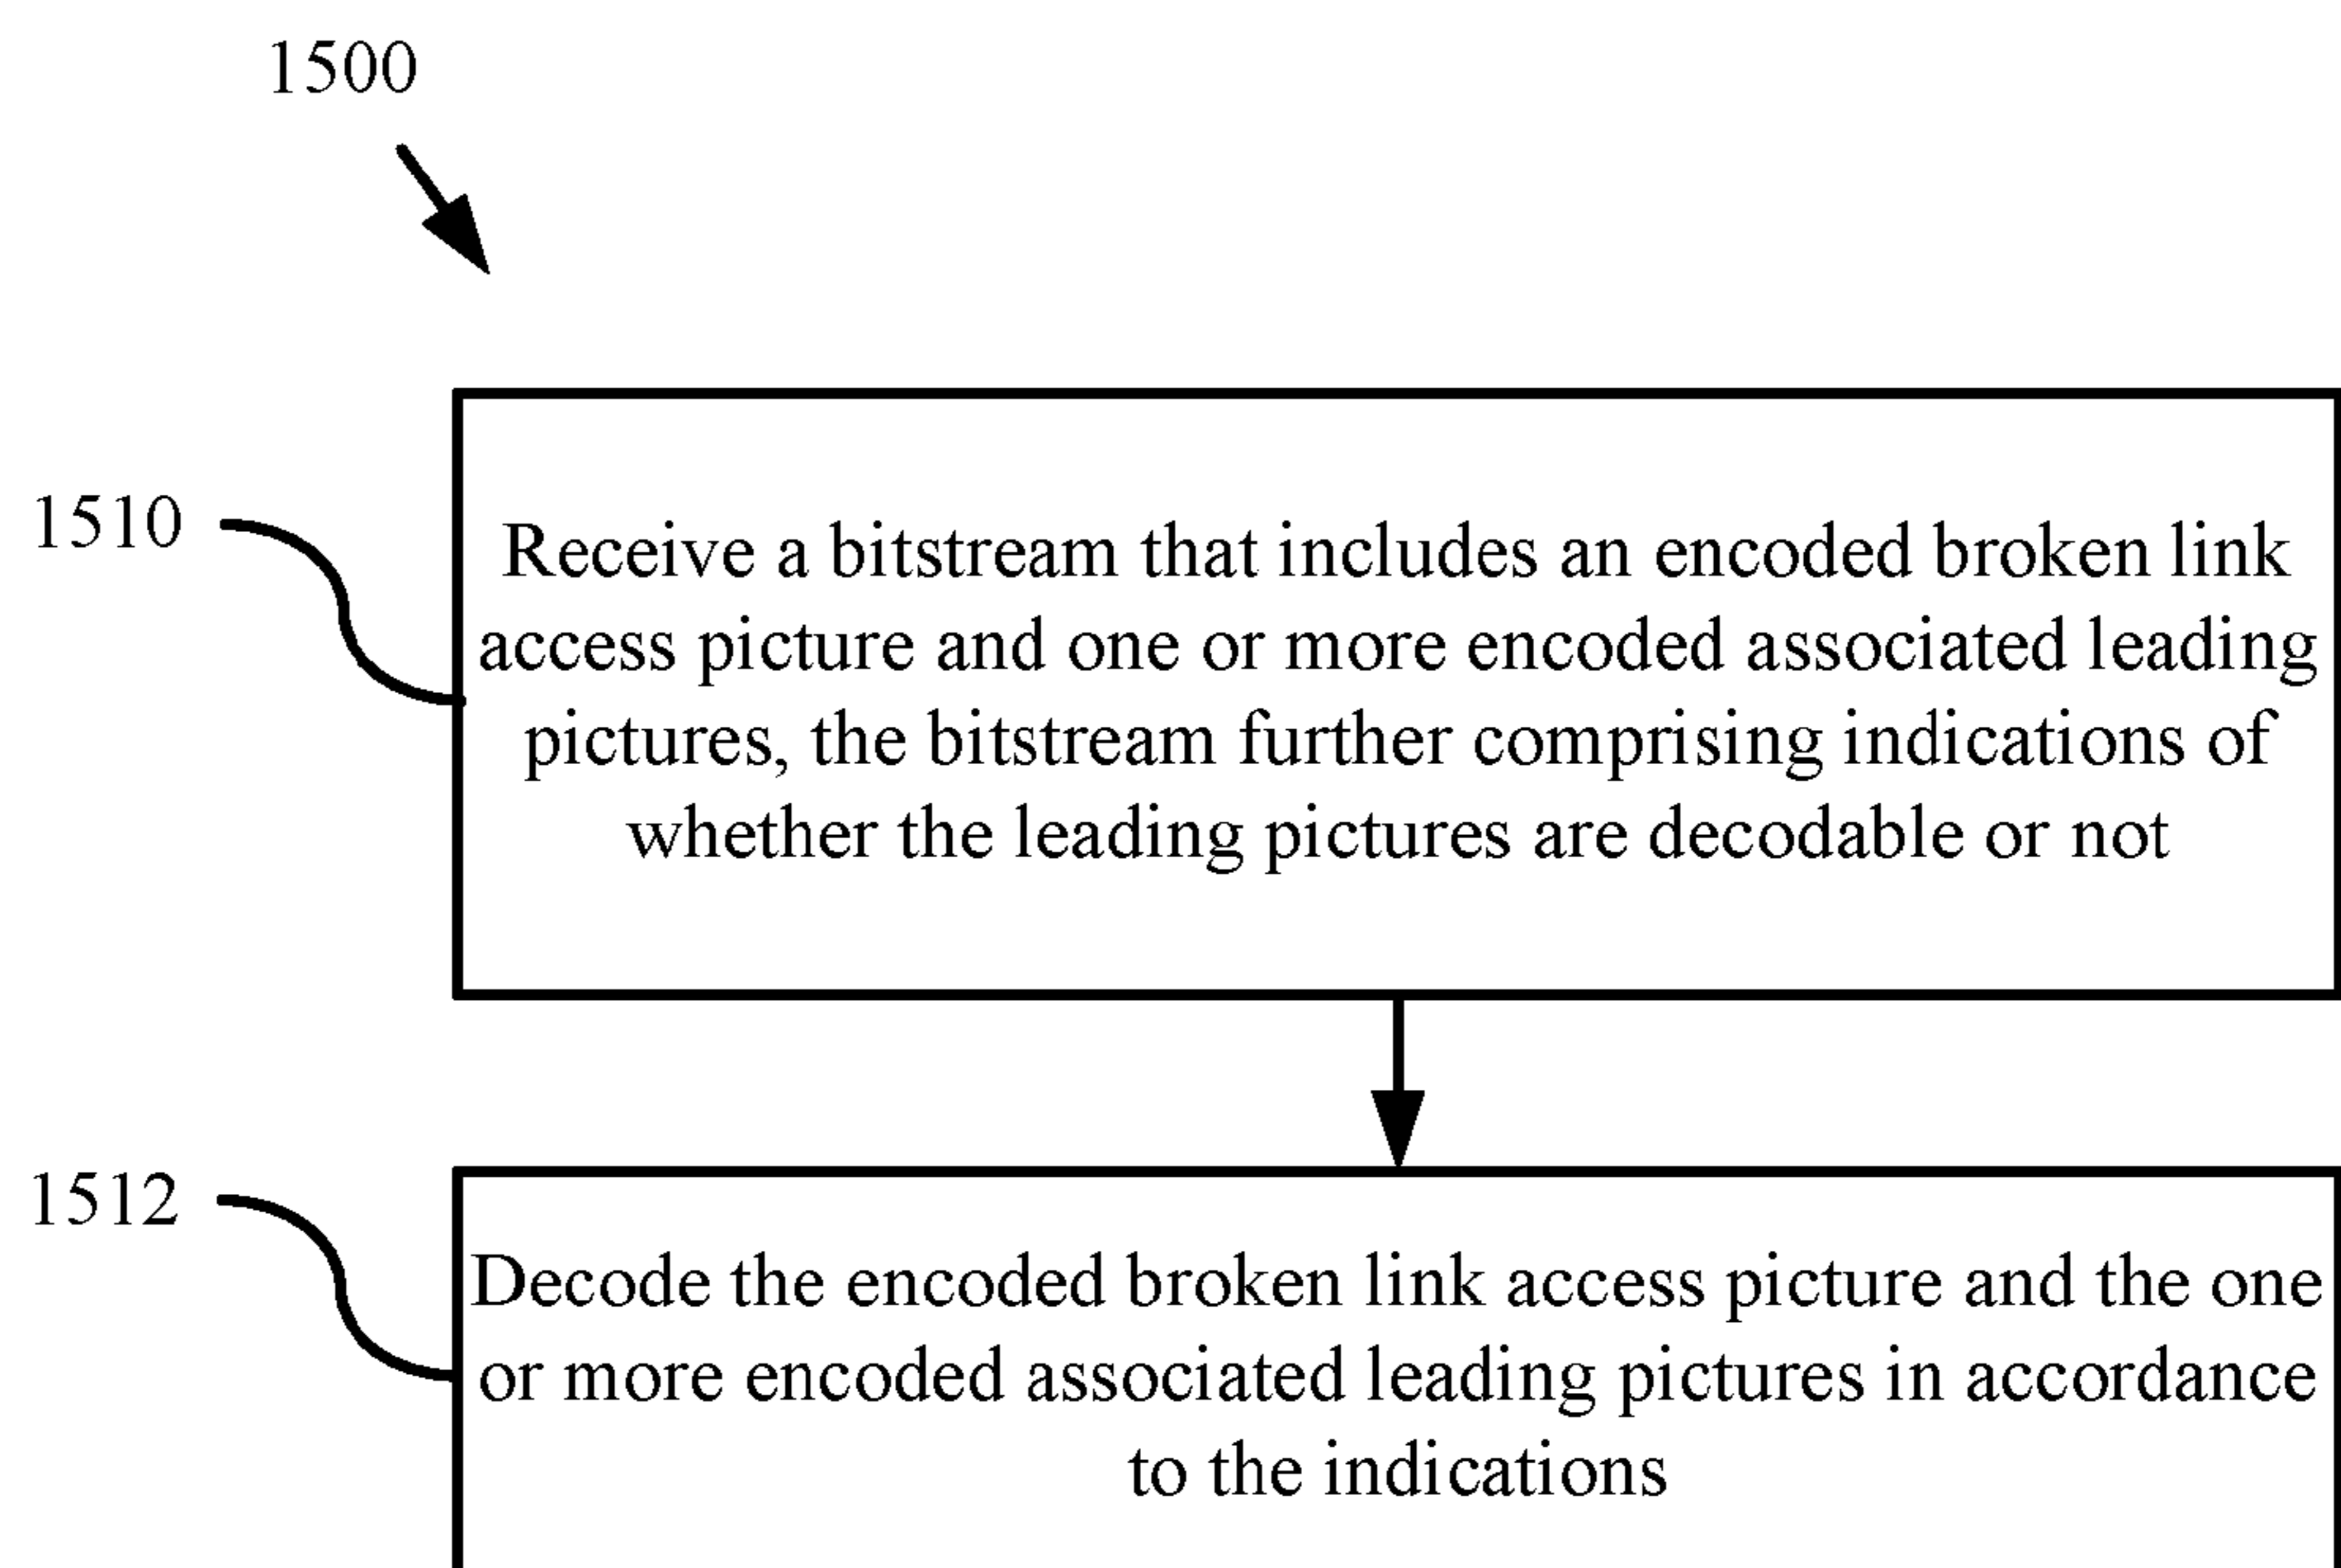 1500
1510
Receive a bitstream that includes an encoded broken link
access picture and one or more encoded associated leading
pictures, the bitstream further comprising indications of
whether the leading pictures are decodable or not
1512
Decode the encoded broken link access picture and the one
or more encoded associated leading pictures in accordance
to the indications